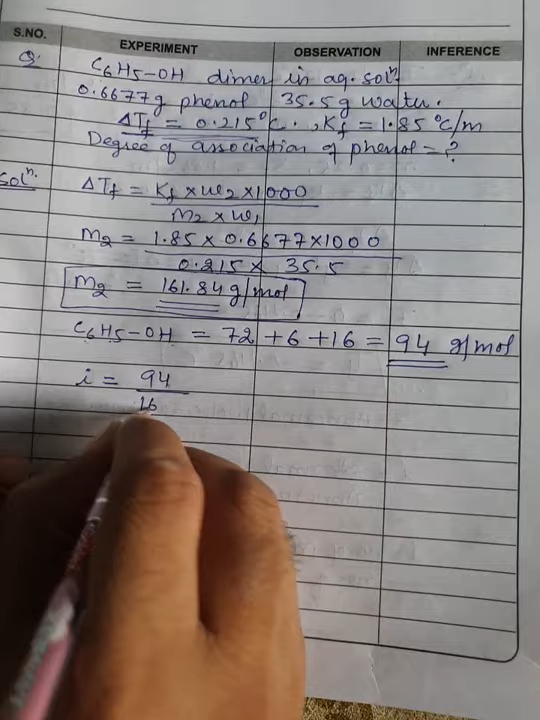 S.NO. EXPERIMENT OBSERVATION INFERENCE
Q. C6H5-OH dimer in aq. solⁿ.
0.6677g phenol 35.5g water.
ΔTf = 0.215°C. , Kf = 1.85 °C/m
Degree of association of phenol = ?
Solⁿ. ΔTf = Kf × w2 × 1000
M2 × w1
M2 = 1.85 × 0.6677 × 1000
0.215 × 35.5
M2 = 161.84 g/mol
C6H5-OH = 72 + 6 + 16 = 94 g/mol
i = 94
16